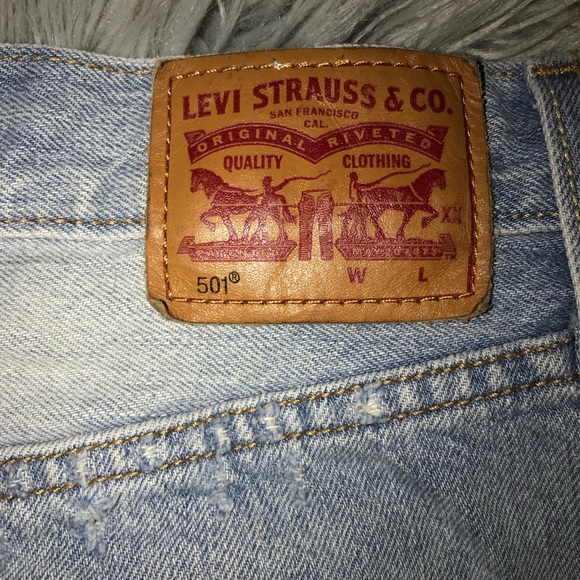 LEVI STRAUSS & CO.
SAN FRANCISCO
CAL.
ORIGINAL RIVETED
QUALITY CLOTHING
XX
501® W L